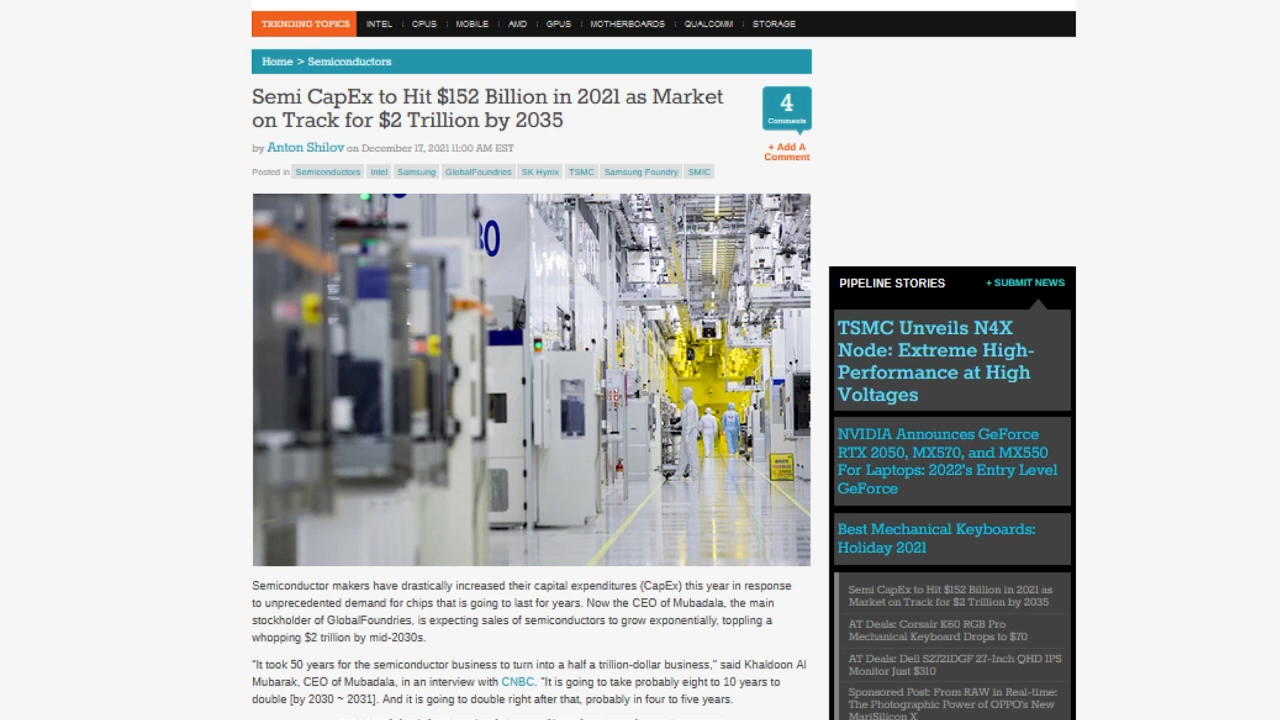 TRENDING TOPICS INTEL CPUS MOBILE AMD GPUS MOTHERBOARDS QUALCOMM STORAGE
Home > Semiconductors
Semi CapEx to Hit $152 Billion in 2021 as Market
on Track for $2 Trillion by 2035
by Anton Shilov on December 17, 2021 11:00 AM EST
4
Comments
+ Add A
Comment
Posted in Semiconductors Intel Samsung GlobalFoundries SK Hynix TSMC Samsung Foundry SMIC
Semiconductor makers have drastically increased their capital expenditures (CapEx) this year in response
to unprecedented demand for chips that is going to last for years. Now the CEO of Mubadala, the main
stockholder of GlobalFoundries, is expecting sales of semiconductors to grow exponentially, toppling a
whopping $2 trillion by mid-2030s.
"It took 50 years for the semiconductor business to turn into a half a trillion-dollar business," said Khaldoon Al
Mubarak, CEO of Mubadala, in an interview with CNBC. "It is going to take probably eight to 10 years to
double [by 2030 ~ 2031]. And it is going to double right after that, probably in four to five years.
PIPELINE STORIES + SUBMIT NEWS
TSMC Unveils N4X
Node: Extreme High-
Performance at High
Voltages
NVIDIA Announces GeForce
RTX 2050, MX570, and MX550
For Laptops: 2022's Entry Level
GeForce
Best Mechanical Keyboards:
Holiday 2021
Semi CapEx to Hit $152 Billion in 2021 as
Market on Track for $2 Trillion by 2035
AT Deals: Corsair K60 RGB Pro
Mechanical Keyboard Drops to $70
AT Deals: Dell S2721DGF 27-Inch QHD IPS
Monitor Just $310
Sponsored Post: From RAW in Real-time:
The Photographic Power of OPPO's New
MariSilicon X